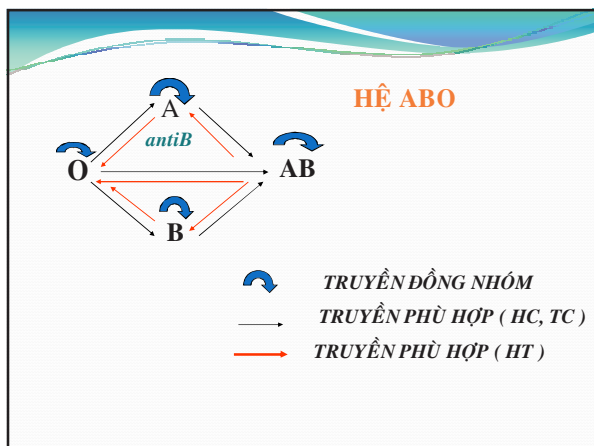 HỆ ABO
A
antiB
O
AB
B
TRUYỀN ĐỒNG NHÓM
TRUYỀN PHÙ HỢP ( HC, TC )
TRUYỀN PHÙ HỢP ( HT )